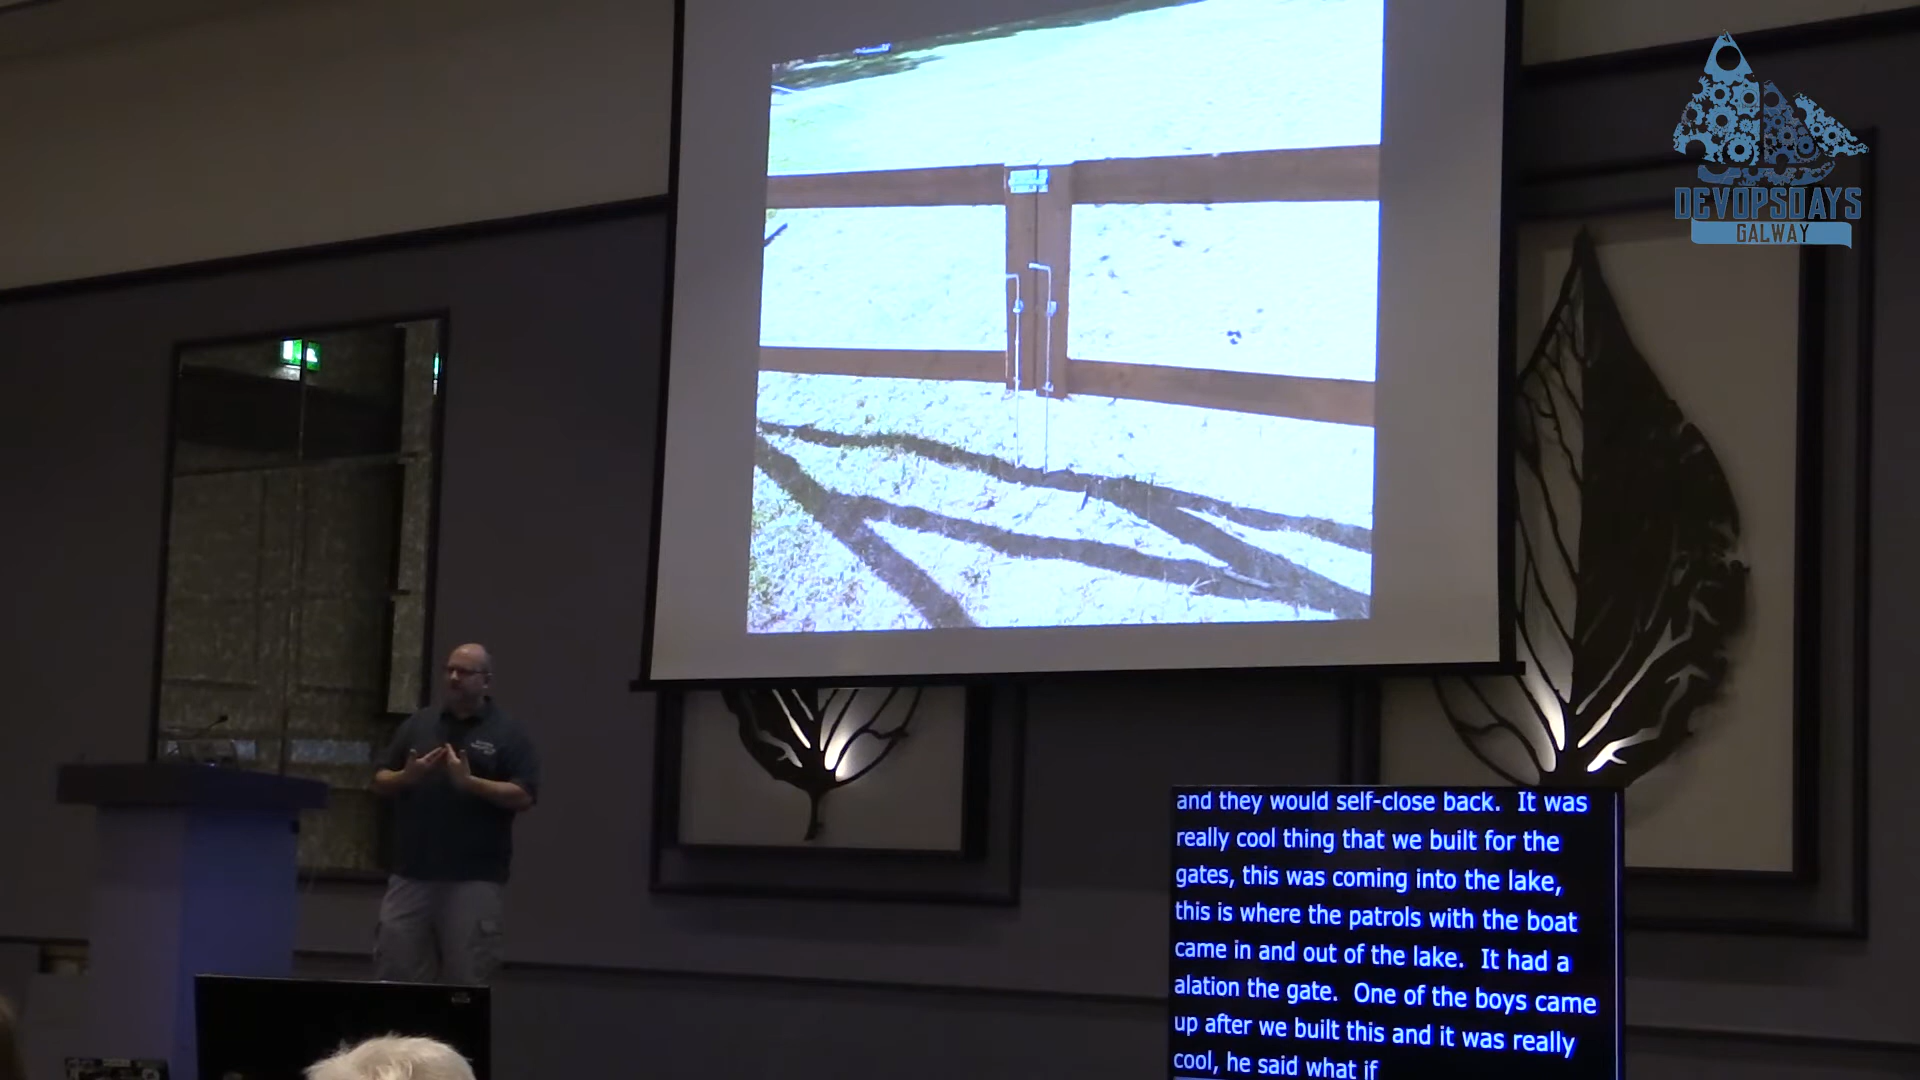 DEVOPSDAYS
GALWAY
and they would self-close back.  It was
really cool thing that we built for the
gates, this was coming into the lake,
this is where the patrols with the boat
came in and out of the lake.  It had a
alation the gate.  One of the boys came
up after we built this and it was really
cool, he said what if